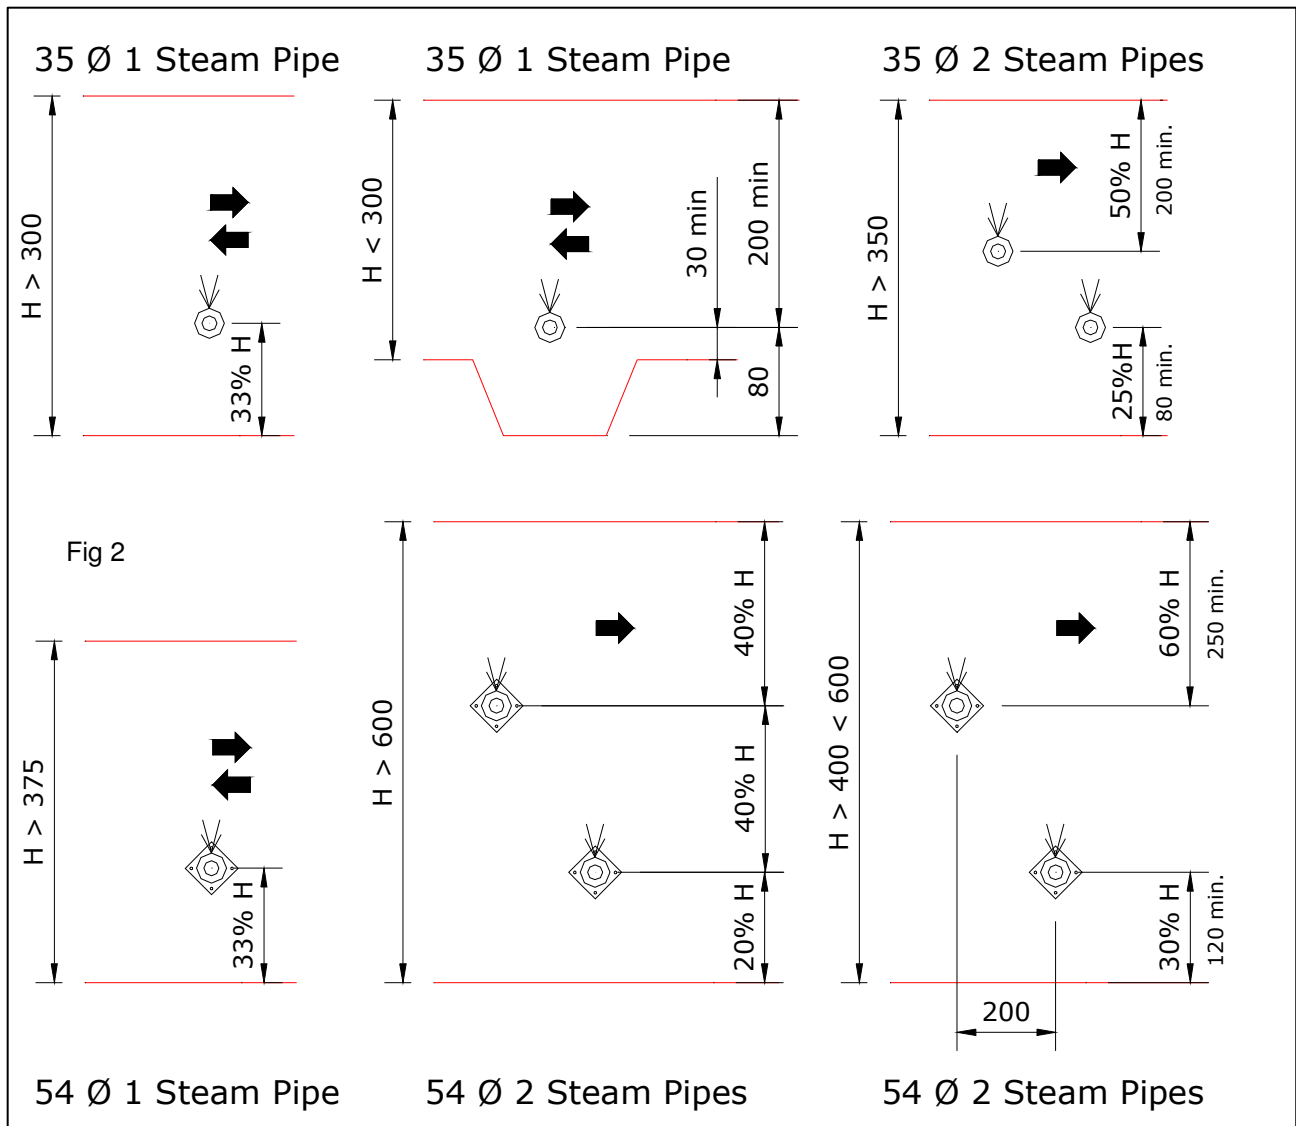 35 Ø 1 Steam Pipe
35 Ø 1 Steam Pipe
35 Ø 2 Steam Pipes
H > 300
33% H
H < 300
30 min
200 min
80
H > 350
50% H
200 min.
25%H
80 min.
Fig 2
H > 375
33% H
H > 600
40% H
40% H
20% H
H > 400 < 600
60% H
250 min.
30% H
120 min.
200
54 Ø 1 Steam Pipe
54 Ø 2 Steam Pipes
54 Ø 2 Steam Pipes